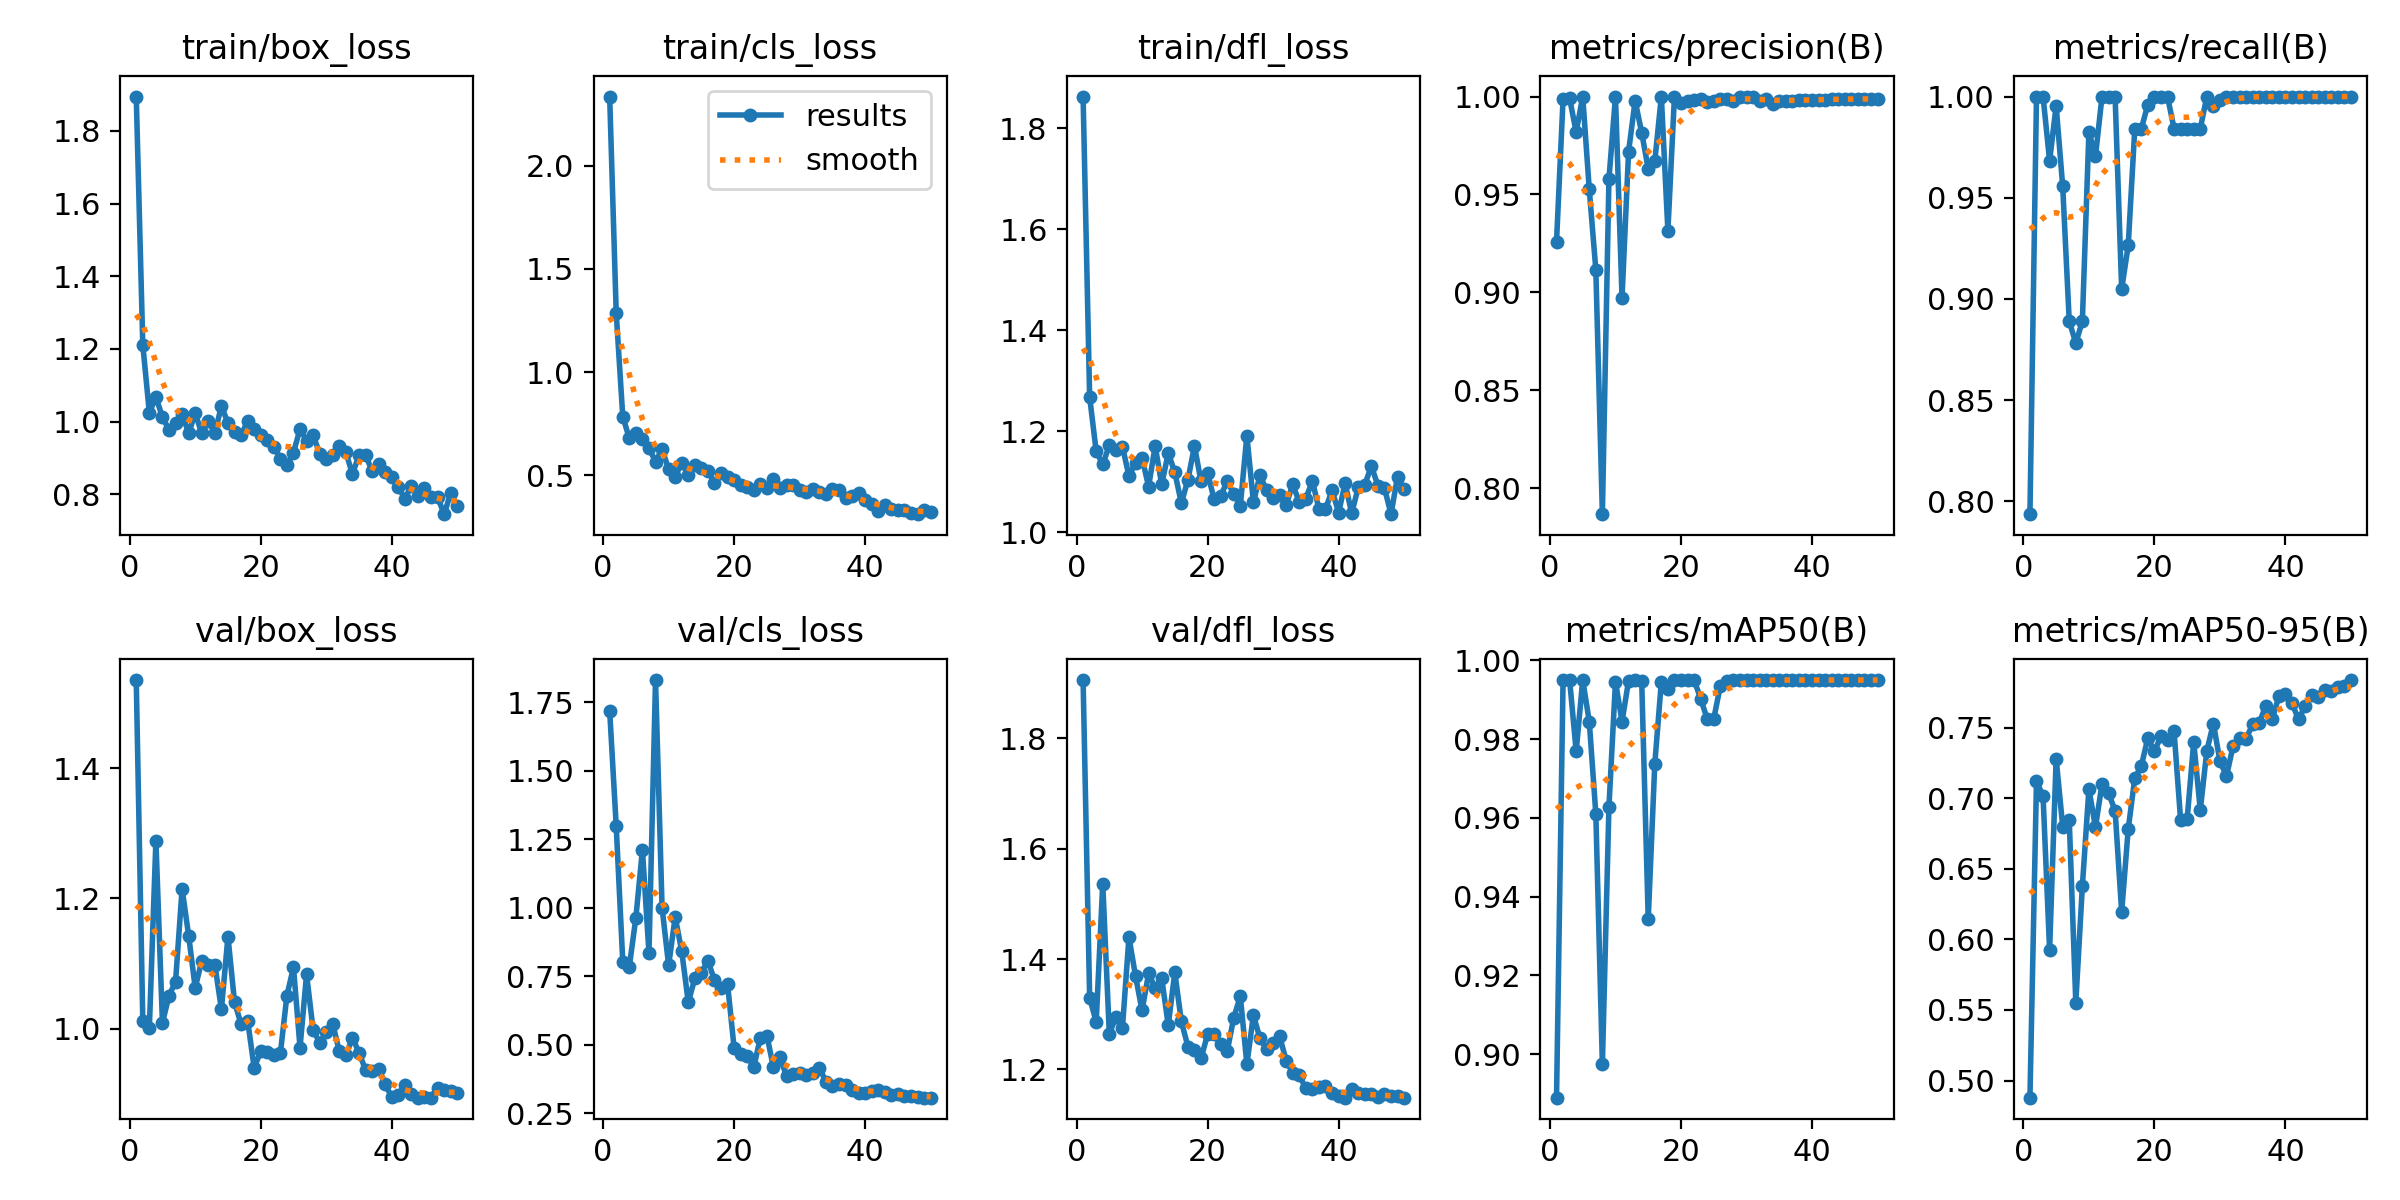 train/box_loss
1.8
1.6
1.4
1.2
1.0
0.8
0 20 40
train/cls_loss
results
smooth
2.0
1.5
1.0
0.5
0 20 40
train/dfl_loss
1.8
1.6
1.4
1.2
1.0
0 20 40
metrics/precision(B)
1.00
0.95
0.90
0.85
0.80
0 20 40
metrics/recall(B)
1.00
0.95
0.90
0.85
0.80
0 20 40
val/box_loss
1.4
1.2
1.0
0 20 40
val/cls_loss
1.75
1.50
1.25
1.00
0.75
0.50
0.25
0 20 40
val/dfl_loss
1.8
1.6
1.4
1.2
0 20 40
metrics/mAP50(B)
1.00
0.98
0.96
0.94
0.92
0.90
0 20 40
metrics/mAP50-95(B)
0.75
0.70
0.65
0.60
0.55
0.50
0 20 40